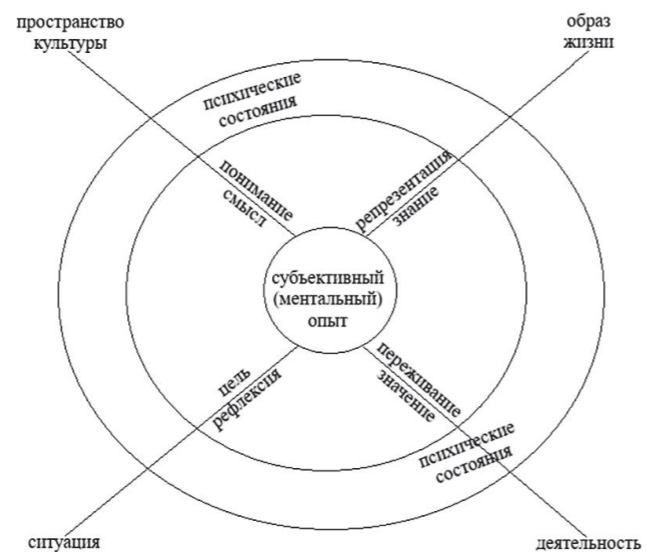 пространство
культуры
образ
жизни
психические
состояния
понимание
смысл
репрезентация
знание
субъективный
(ментальный)
опыт
цель
рефлексия
переживание
значение
психические
состояния
ситуация
деятельность